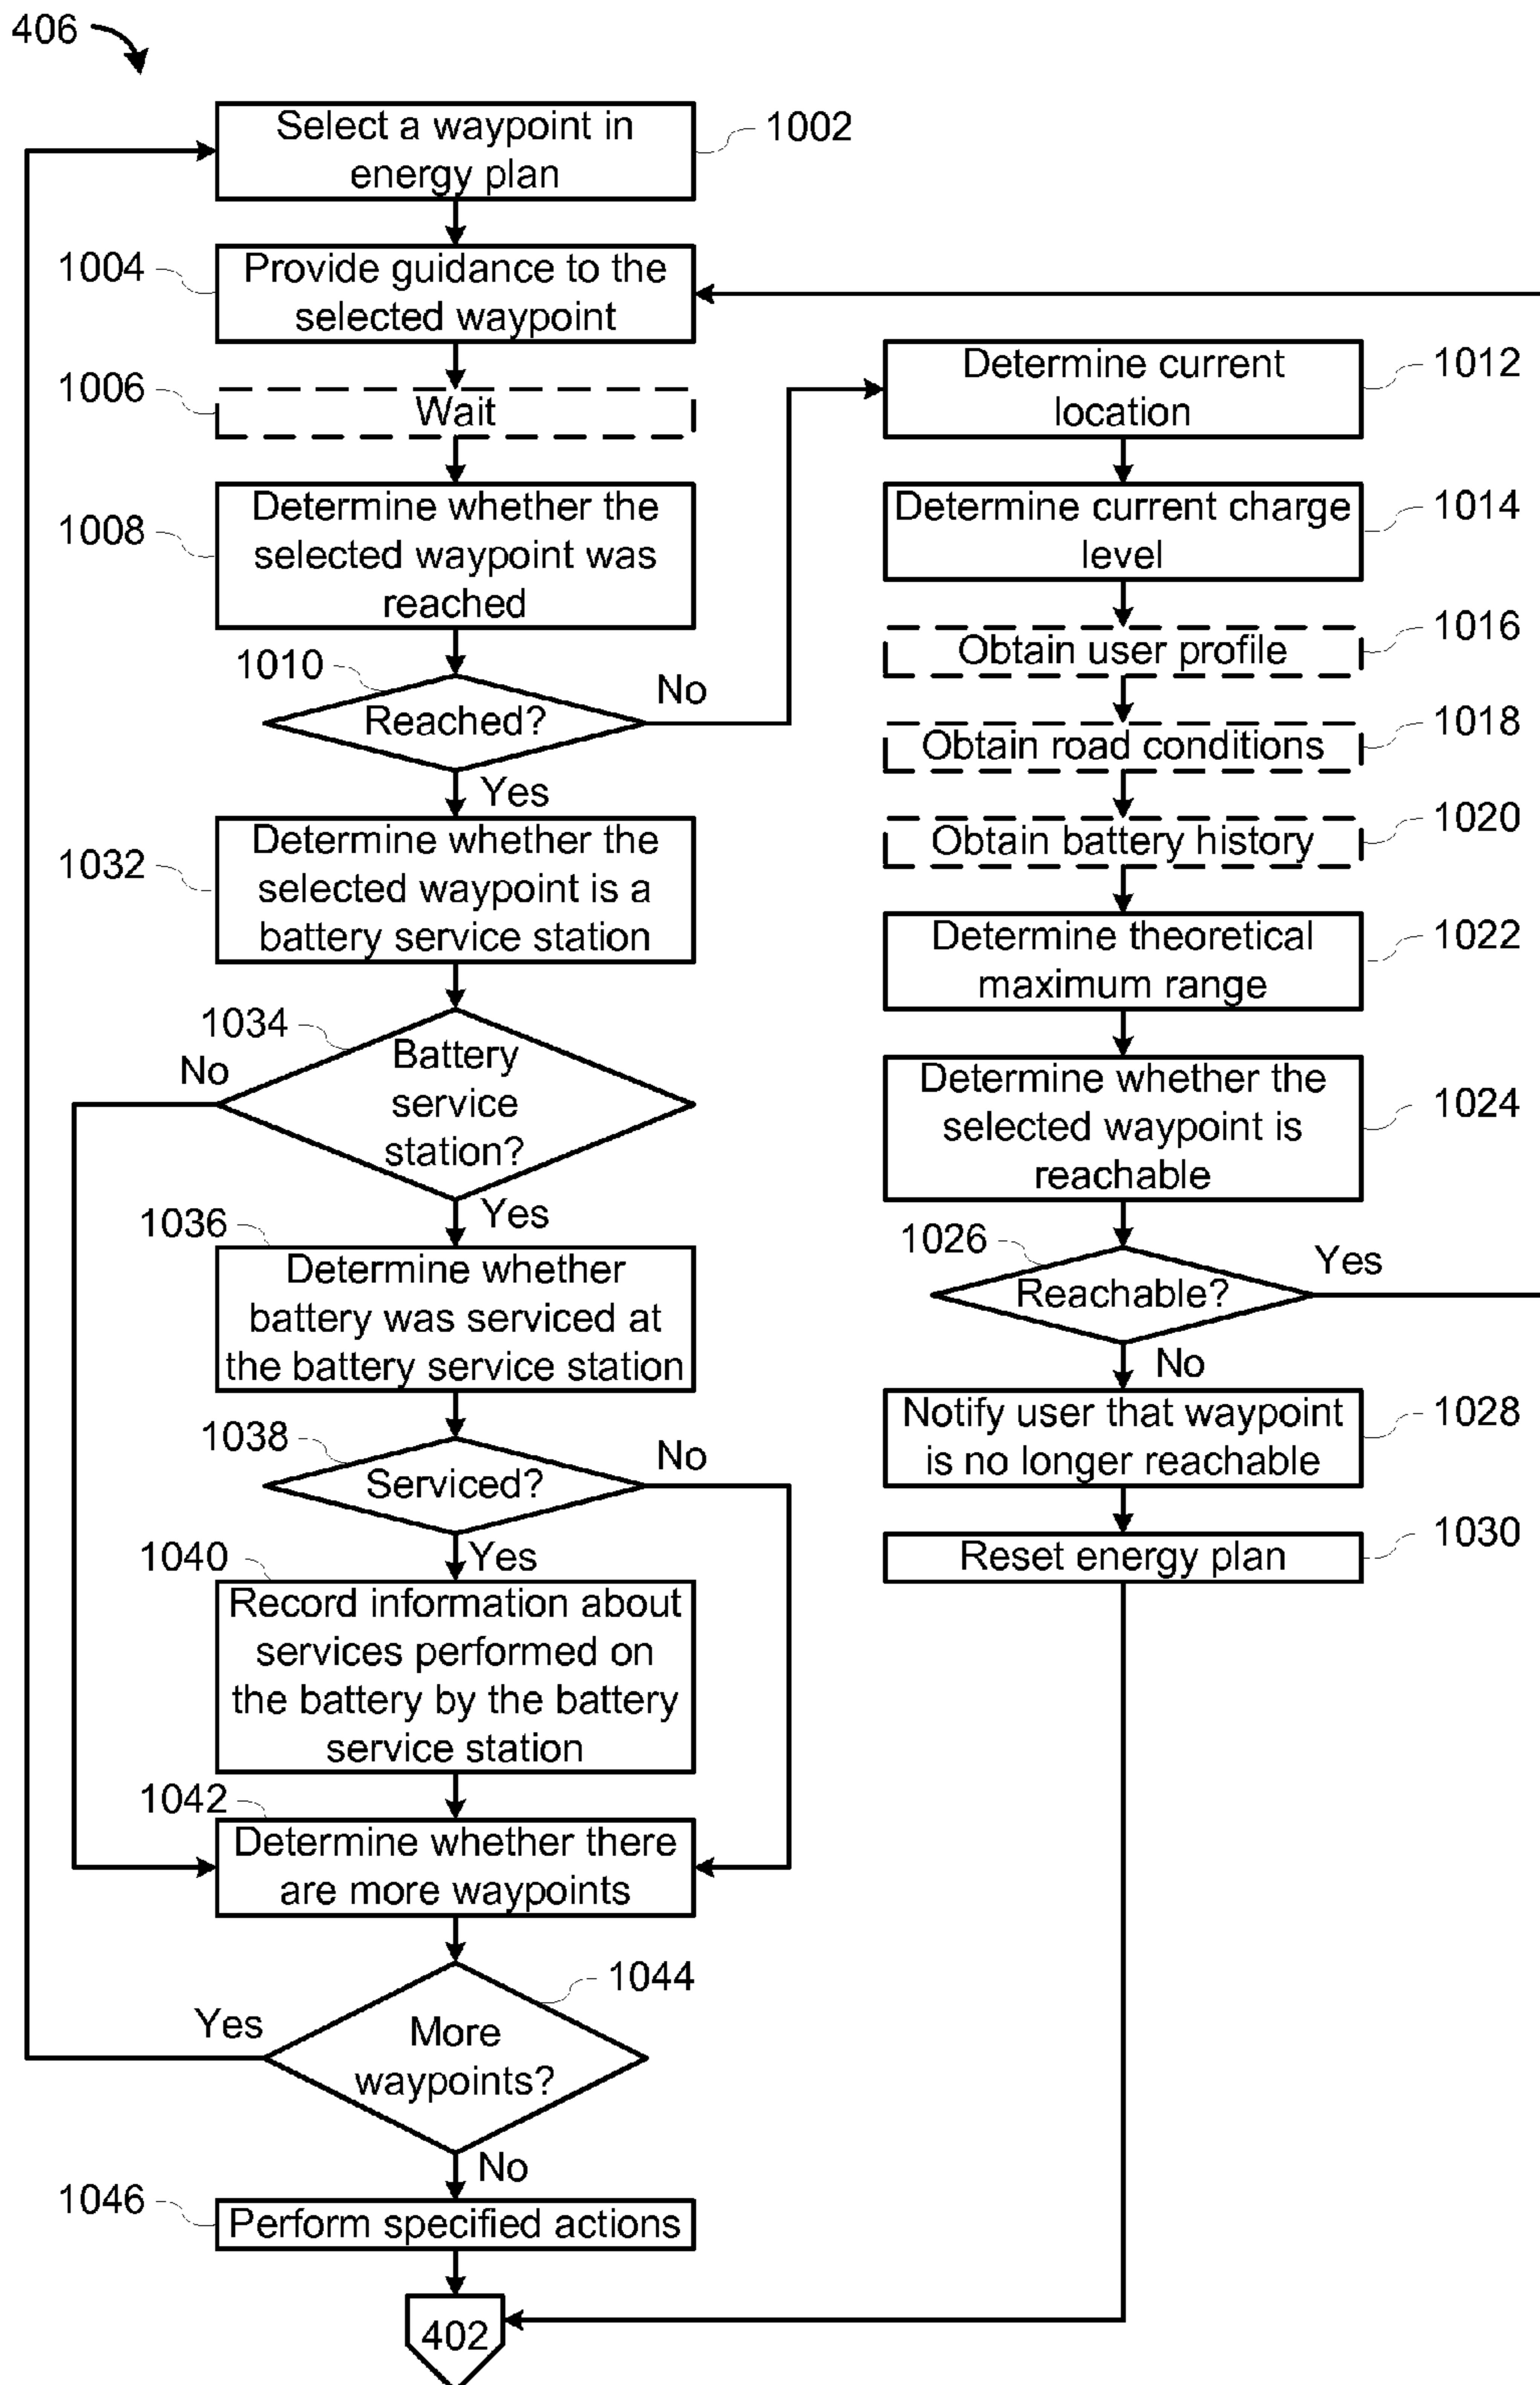 406
Select a waypoint in
energy plan
1002
1004
Provide guidance to the
selected waypoint
1006
Wait
1008
Determine whether the
selected waypoint was
reached
1010
Reached?
No
Yes
1012
Determine current
location
1014
Determine current charge
level
1016
Obtain user profile
1018
Obtain road conditions
1020
Obtain battery history
1022
Determine theoretical
maximum range
1024
Determine whether the
selected waypoint is
reachable
1026
Reachable?
Yes
No
1028
Notify user that waypoint
is no longer reachable
1030
Reset energy plan
1032
Determine whether the
selected waypoint is a
battery service station
1034
No
Battery
service
station?
Yes
1036
Determine whether
battery was serviced at
the battery service station
1038
Serviced?
No
Yes
1040
Record information about
services performed on
the battery by the battery
service station
1042
Determine whether there
are more waypoints
1044
Yes
More
waypoints?
No
1046
Perform specified actions
402